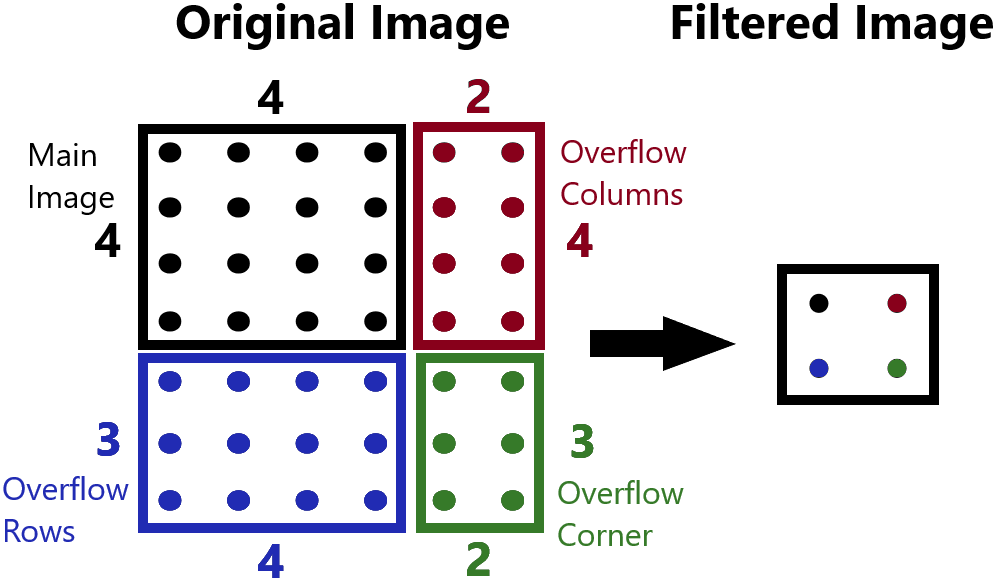 Original Image
Filtered Image
4
2
Main
Image
4
Overflow
Columns
4
3
Overflow
Rows
4
3
Overflow
Corner
2